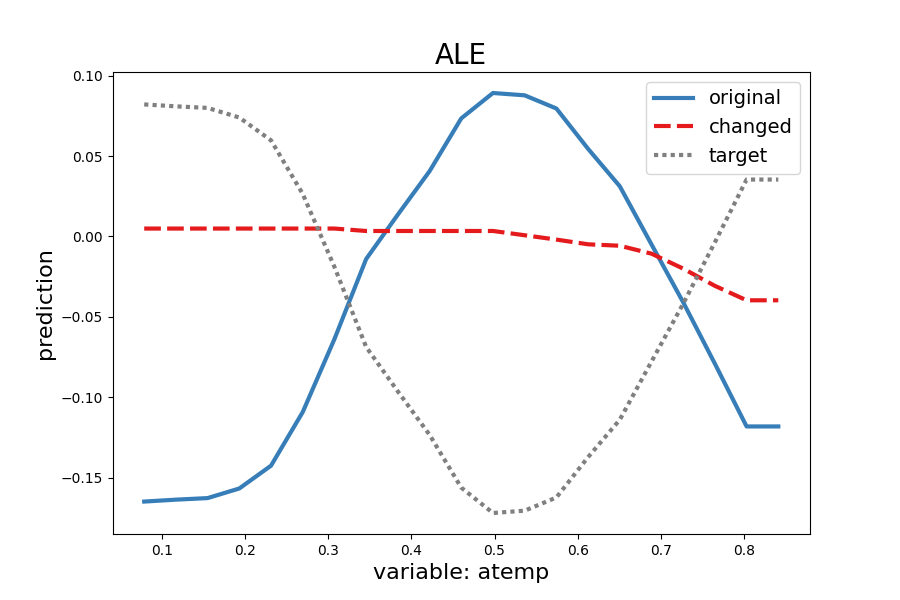 ALE
original
changed
target
prediction
0.10
0.05
0.00
−0.05
−0.10
−0.15
0.1 0.2 0.3 0.4 0.5 0.6 0.7 0.8
variable: atemp